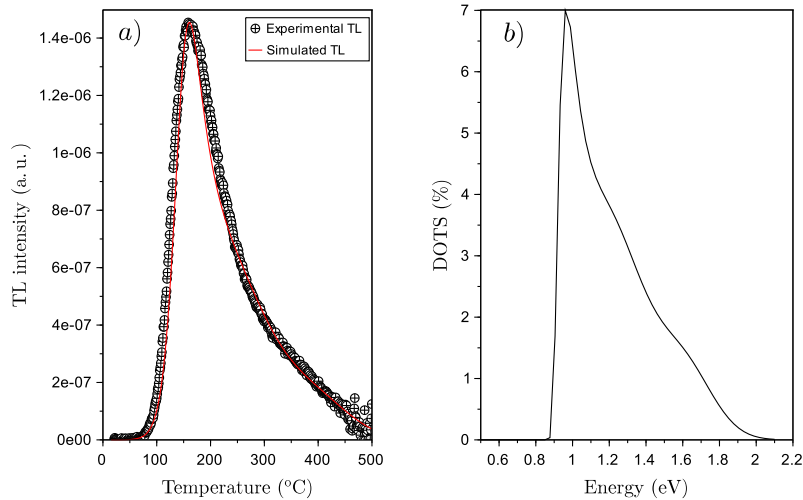 a)
Experimental TL
Simulated TL
1.4e-06
1.2e-06
1e-06
8e-07
6e-07
4e-07
2e-07
0e00
0 100 200 300 400 500
TL intensity (a. u.)
Temperature (°C)
b)
7
6
5
4
3
2
1
0
0.6 0.8 1 1.2 1.4 1.6 1.8 2 2.2
DOTS (%)
Energy (eV)